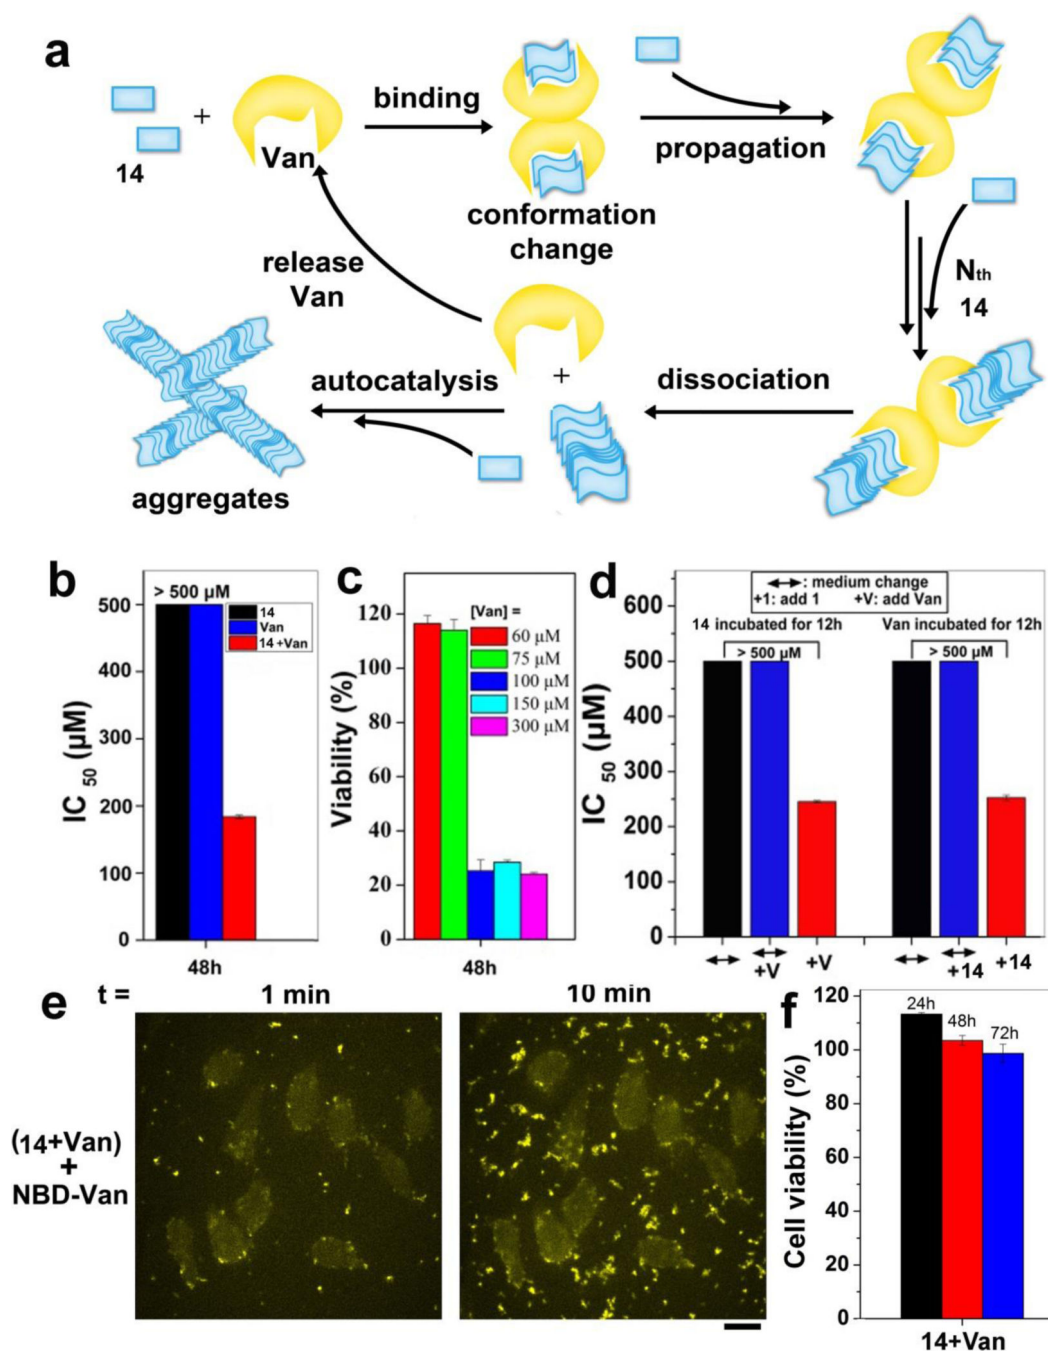 a
14
+
Van
binding
conformation
change
propagation
Nth
14
release
Van
dissociation
+
autocatalysis
aggregates
b
> 500 μM
14
Van
14 +Van
500
400
300
200
100
0
IC 50 (μM)
48h
c
[Van] =
60 μM
75 μM
100 μM
150 μM
300 μM
120
100
80
60
40
20
0
Viability (%)
48h
d
↔: medium change
+1: add 1 +V: add Van
14 incubated for 12h Van incubated for 12h
> 500 μM > 500 μM
600
500
400
300
200
100
0
IC 50 (μM)
↔ ↔ +V ↔ ↔ +14
+V +14
e t = 1 min 10 min
(14+Van)
+
NBD-Van
f
24h
48h
72h
120
100
80
60
40
20
0
Cell viability (%)
14+Van